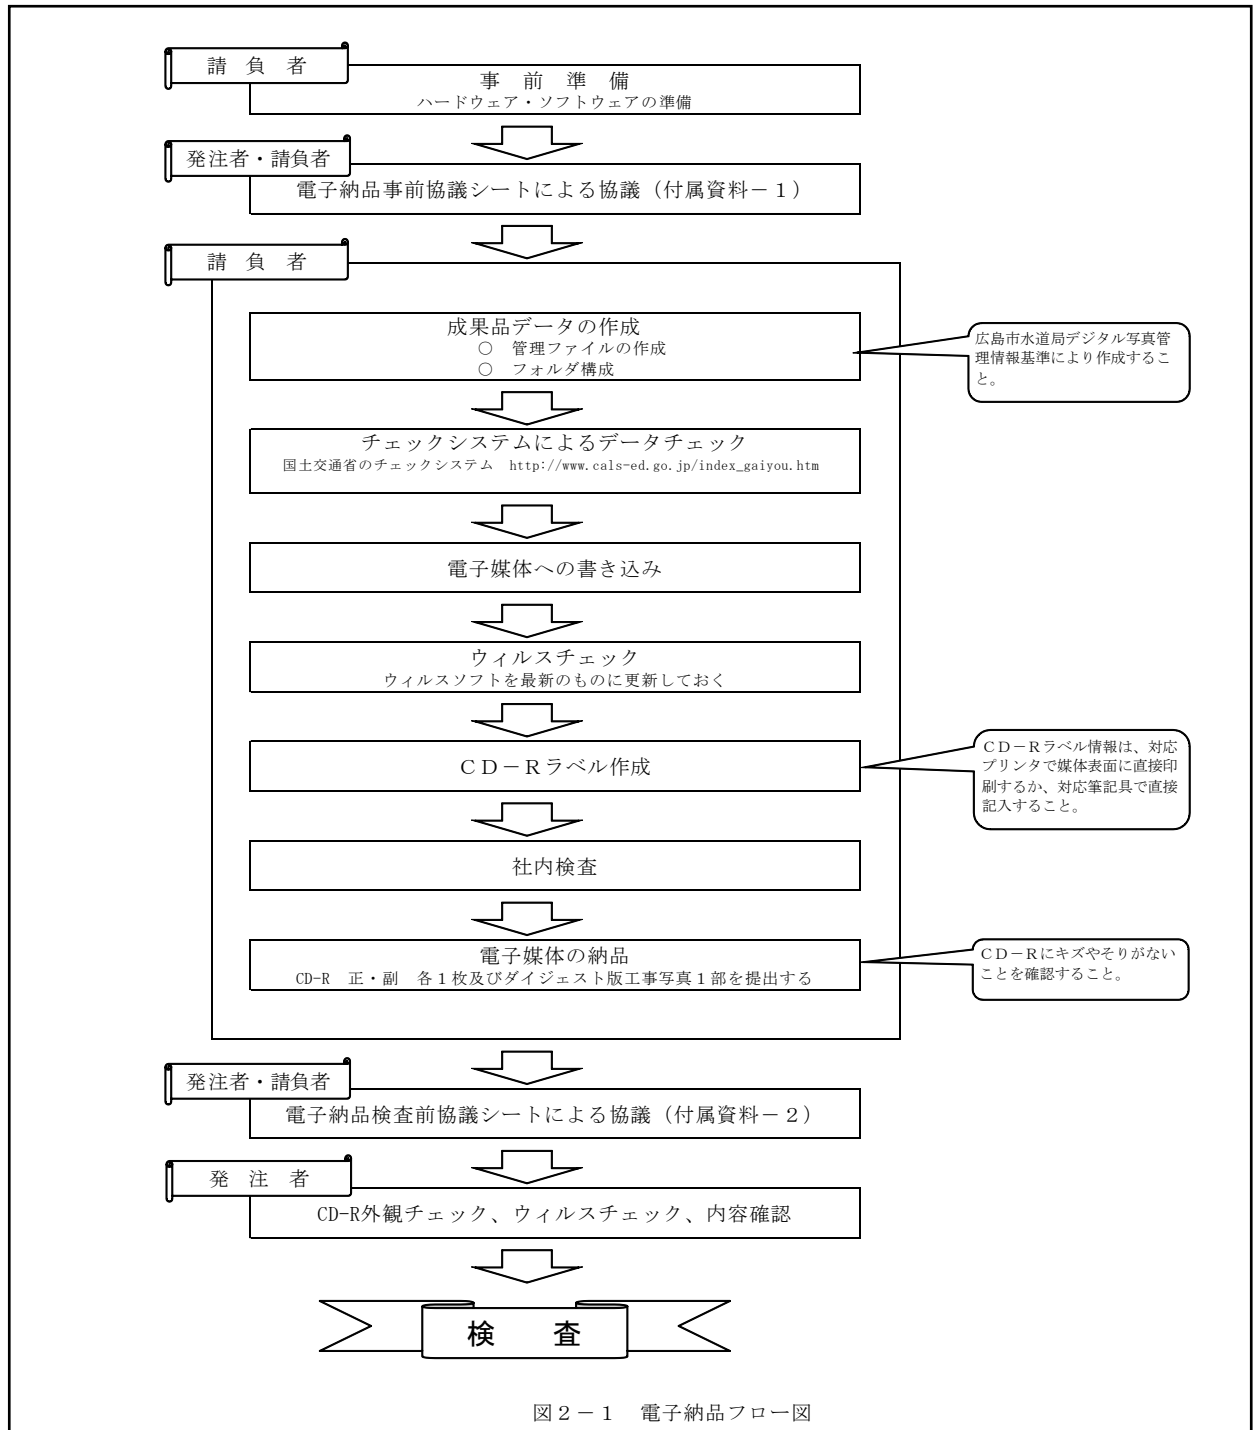 請　負　者
事　前　準　備
ハードウェア・ソフトウェアの準備
発注者・請負者
電子納品事前協議シートによる協議（付属資料－１）
請　負　者
成果品データの作成
○　管理ファイルの作成
○　フォルダ構成
広島市水道局デジタル写真管
理情報基準により作成するこ
と。
チェックシステムによるデータチェック
国土交通省のチェックシステム　http://www.cals-ed.go.jp/index_gaiyou.htm
電子媒体への書き込み
ウィルスチェック
ウィルスソフトを最新のものに更新しておく
ＣＤ－Ｒラベル作成
ＣＤ－Ｒラベル情報は、対応
プリンタで媒体表面に直接印
刷するか、対応筆記具で直接
記入すること。
社内検査
電子媒体の納品
CD-R　正・副　各１枚及びダイジェスト版工事写真１部を提出する
ＣＤ－Ｒにキズやそりがない
ことを確認すること。
発注者・請負者
電子納品検査前協議シートによる協議（付属資料－２）
発　注　者
CD-R外観チェック、ウィルスチェック、内容確認
検　査
図２－１　電子納品フロー図